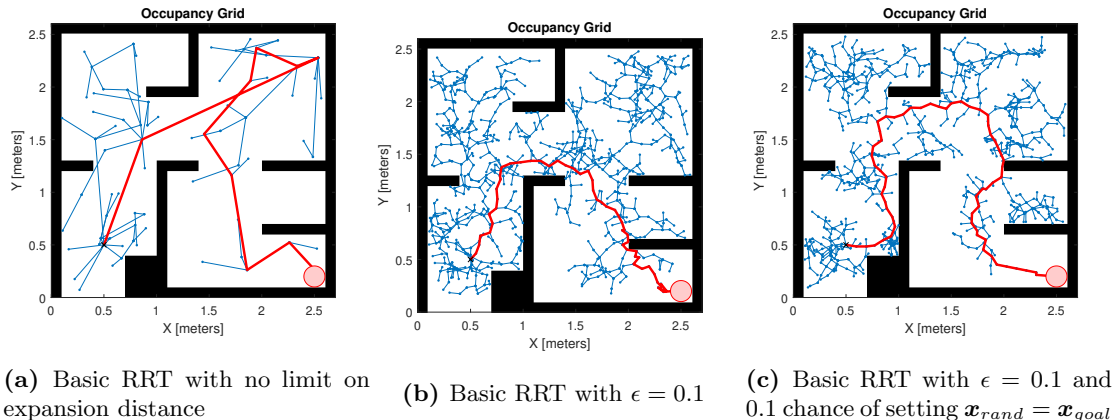 Occupancy Grid
Y [meters]
2.5
2
1.5
1
0.5
0
0 0.5 1 1.5 2 2.5
X [meters]
(a) Basic RRT with no limit on
expansion distance
Occupancy Grid
Y [meters]
2.5
2
1.5
1
0.5
0
0 0.5 1 1.5 2 2.5
X [meters]
(b) Basic RRT with ϵ = 0.1
Occupancy Grid
Y [meters]
2.5
2
1.5
1
0.5
0
0 0.5 1 1.5 2 2.5
X [meters]
(c) Basic RRT with ϵ = 0.1 and
0.1 chance of setting x_rand = x_goal